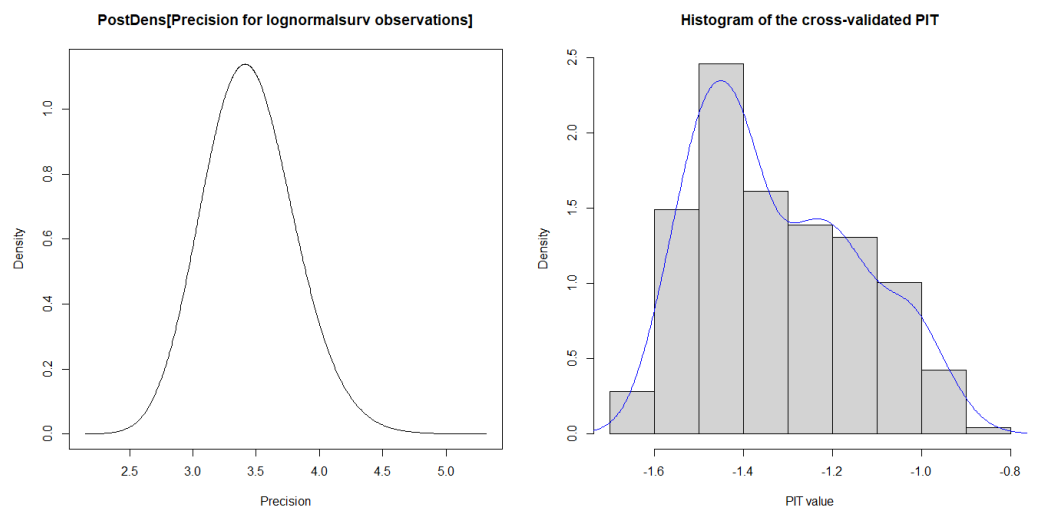 PostDens[Precision for lognormalsurv observations]
Density
0.0 0.2 0.4 0.6 0.8 1.0
2.5 3.0 3.5 4.0 4.5 5.0
Precision
Histogram of the cross-validated PIT
Density
0.0 0.5 1.0 1.5 2.0 2.5
-1.6 -1.4 -1.2 -1.0 -0.8
PIT value